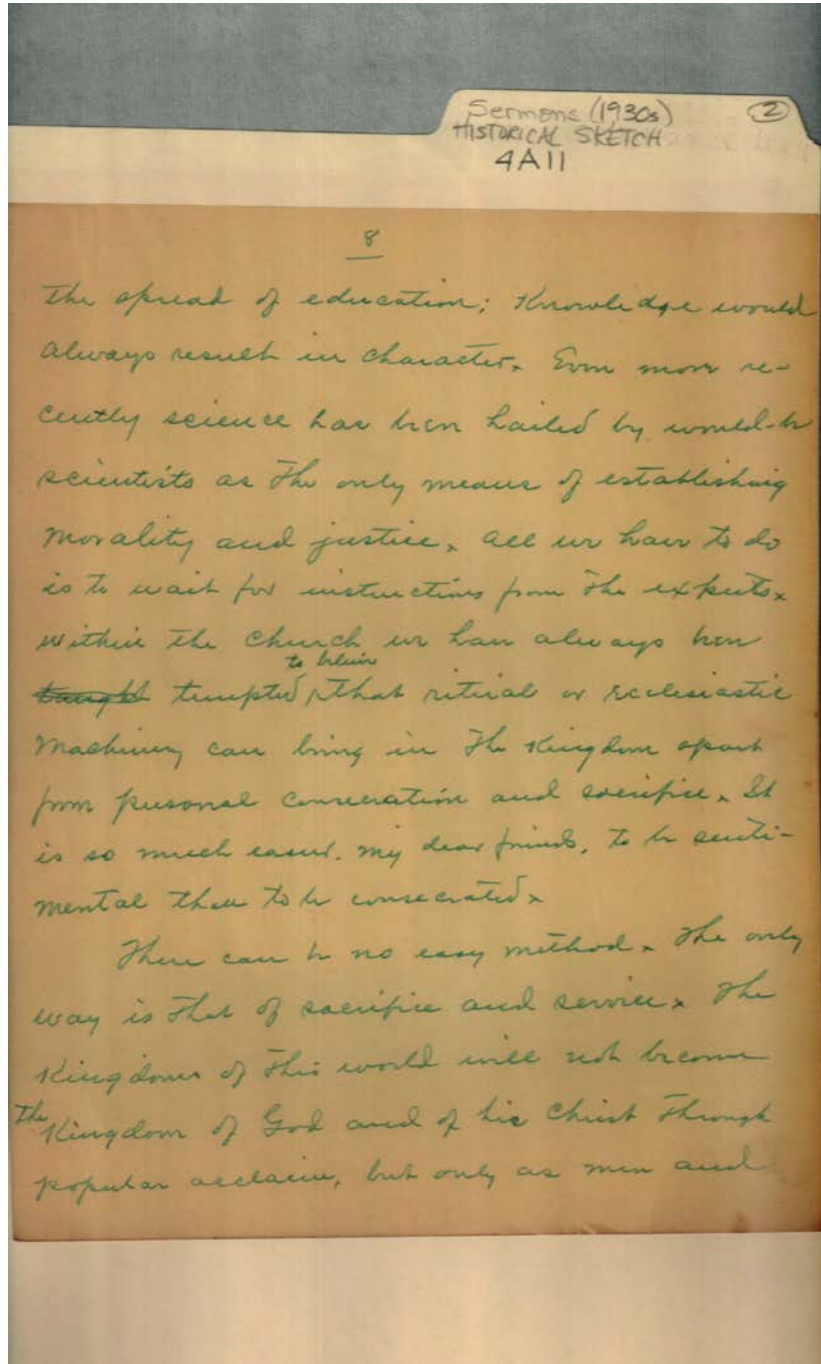 Sermons (1930s) 2
HISTORICAL SKETCH
4A11
8
the spread of education; Knowledge would
always result in character. Even more re-
cently science has been hailed by would-be
scientists as the only means of establishing
morality and justice. All we have to do
is to wait for instructions from the experts.
Within the church we have always been
to believe
taught tempted that ritual or ecclesiastic
machinery can bring in the Kingdom apart
from personal consecration and sacrifice. It
is so much easier, my dear friends, to be senti-
mental than to be consecrated.
There can be no easy method. The only
way is that of sacrifice and service. The
Kingdoms of this world will not become
the Kingdom of God and of his Christ through
popular acclaim, but only as men and